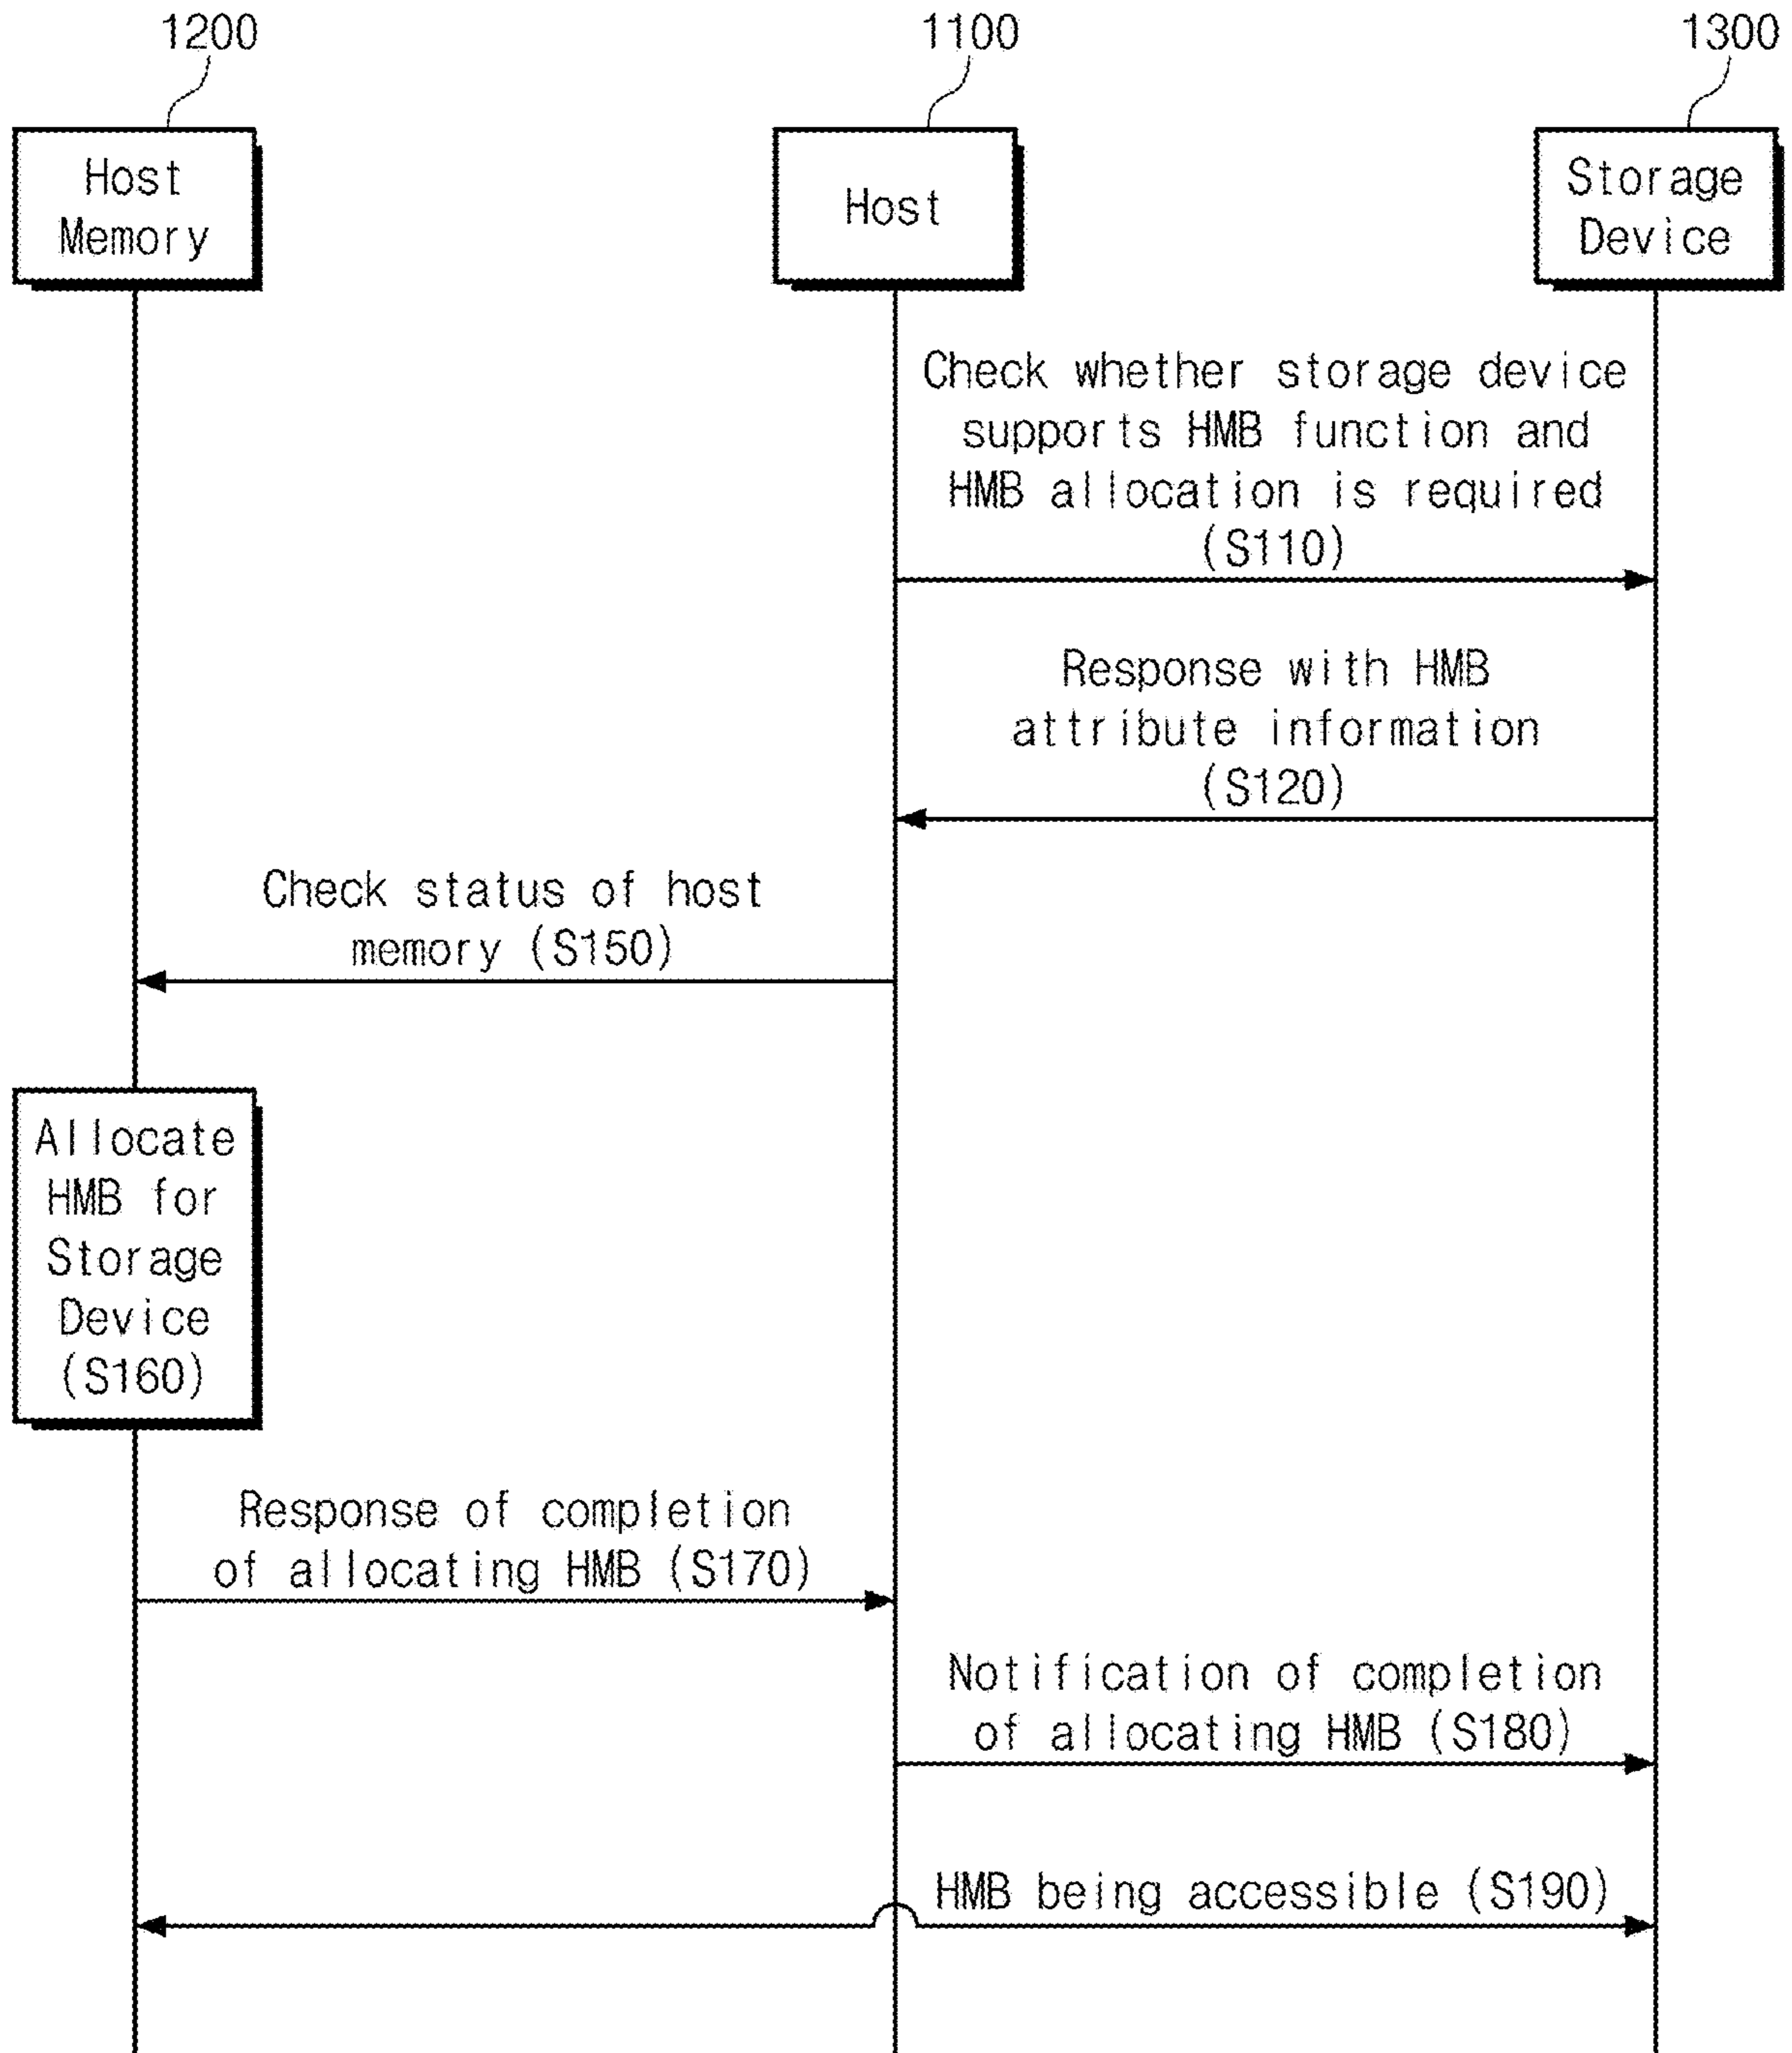 1200
1100
1300
Host
Memory
Host
Storage
Device
Check whether storage device
supports HMB function and
HMB allocation is required
(S110)
Response with HMB
attribute information
(S120)
Check status of host
memory (S150)
Allocate
HMB for
Storage
Device
(S160)
Response of completion
of allocating HMB (S170)
Notification of completion
of allocating HMB (S180)
HMB being accessible (S190)